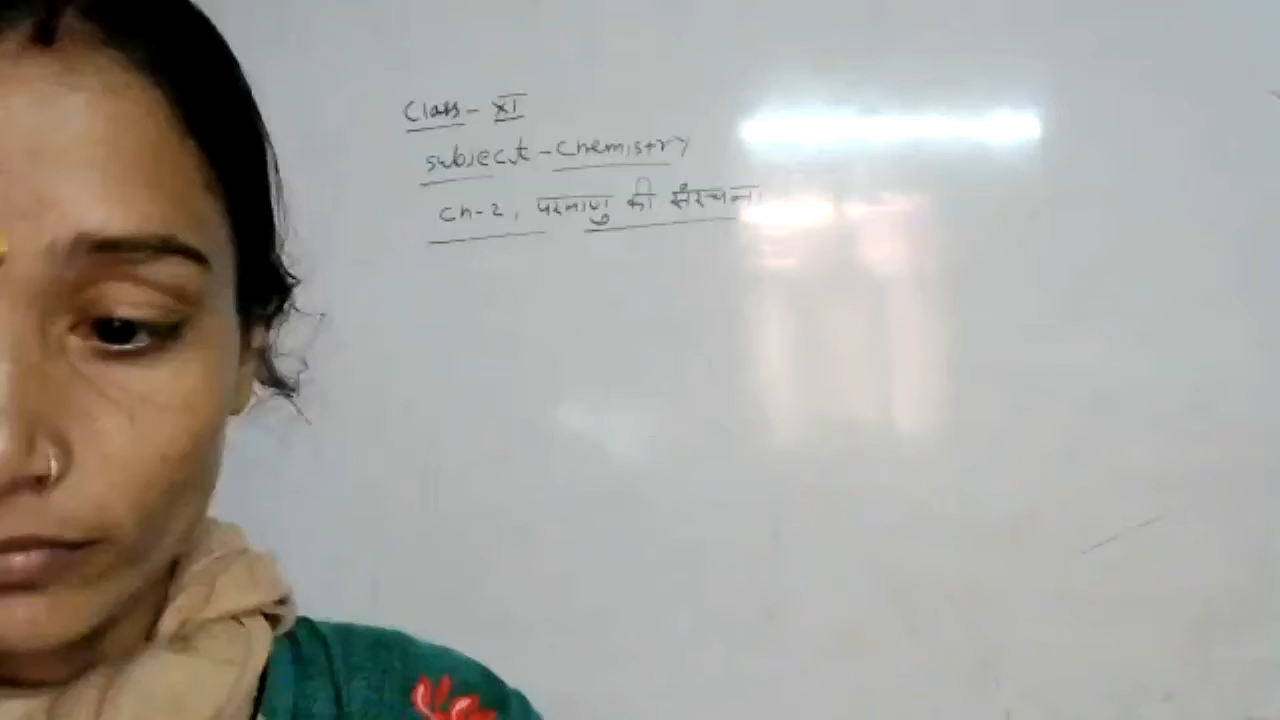 Class - XI
subject - Chemistry
Ch-2, परमाणु की संरचना